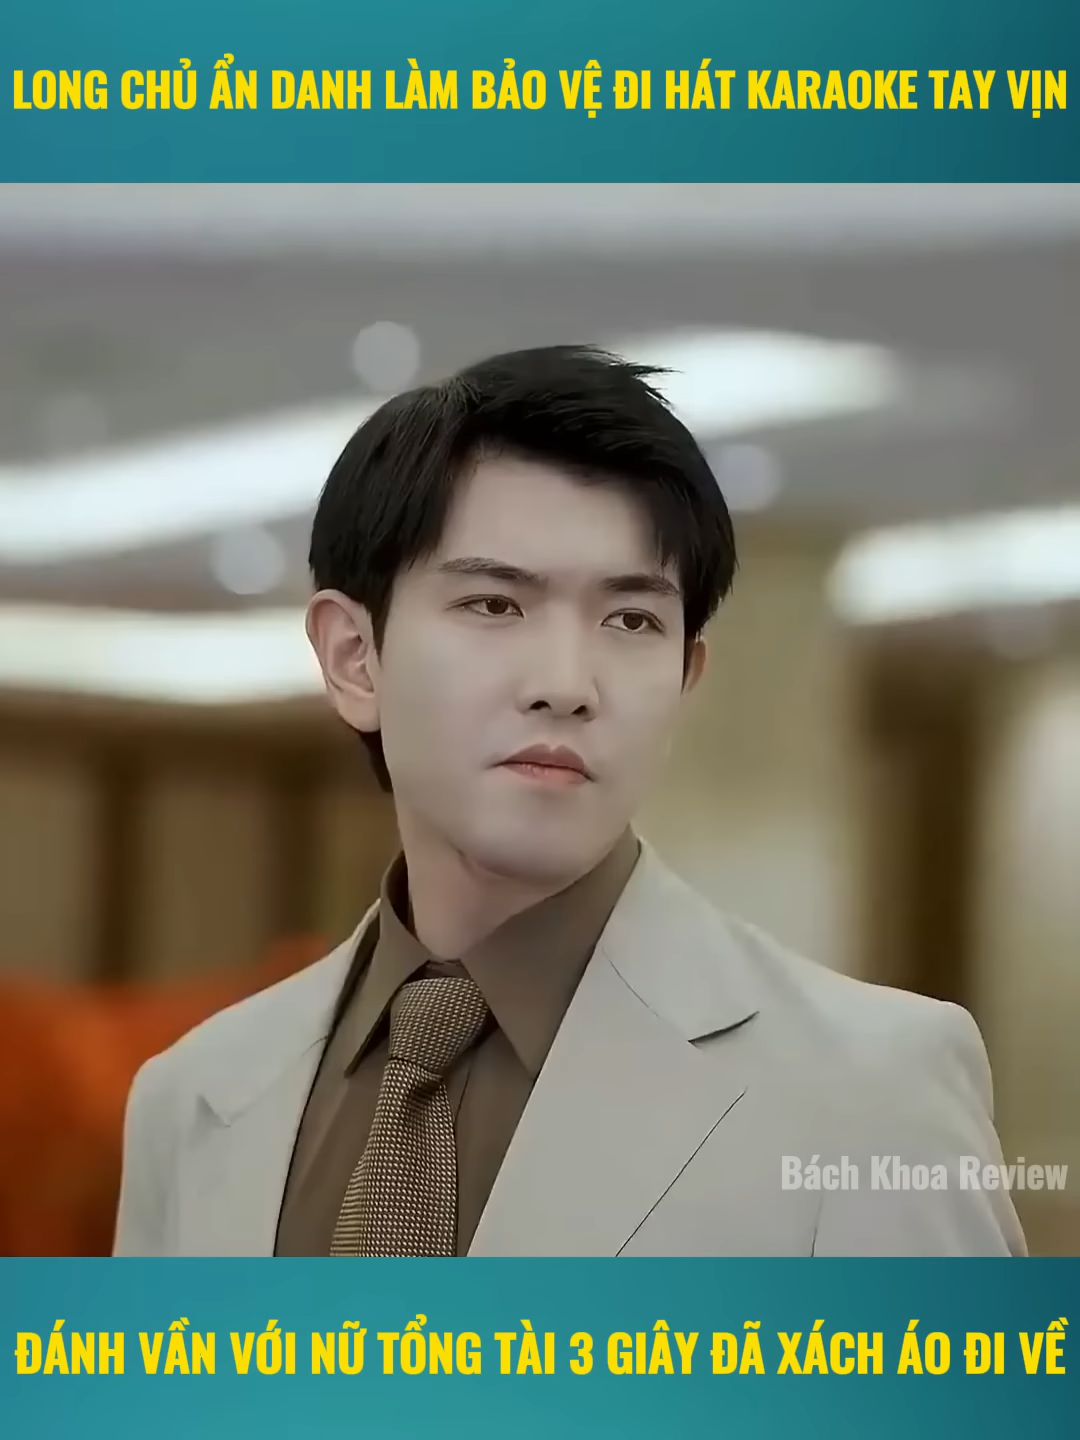 LONG CHỦ ẨN DANH LÀM BẢO VỆ ĐI HÁT KARAOKE TAY VỊN
Bách Khoa Review
ĐÁNH VẦN VỚI NỮ TỔNG TÀI 3 GIÂY ĐÃ XÁCH ÁO ĐI VỀ